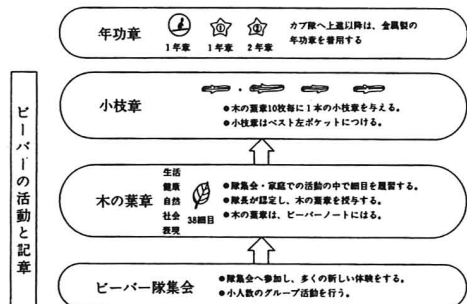 年功章
1年章 1年章 2年章
カブ隊へ上進以降は、金属製の
年功章を着用する
ビーバーの活動と記章
小枝章
●木の葉章10枚毎に1本の小枝章を与える。
●小枝章はベスト左ポケットにつける。
木の葉章
生活
健康
自然
社会
表現
38細目
●隊集会・家庭での活動の中で細目を履習する。
●隊長が認定し、木の葉章を授与する。
●木の葉章は、ビーバーノートにはる。
ビーバー隊集会
●隊集会へ参加し、多くの新しい体験をする。
●小人数のグループ活動を行う。